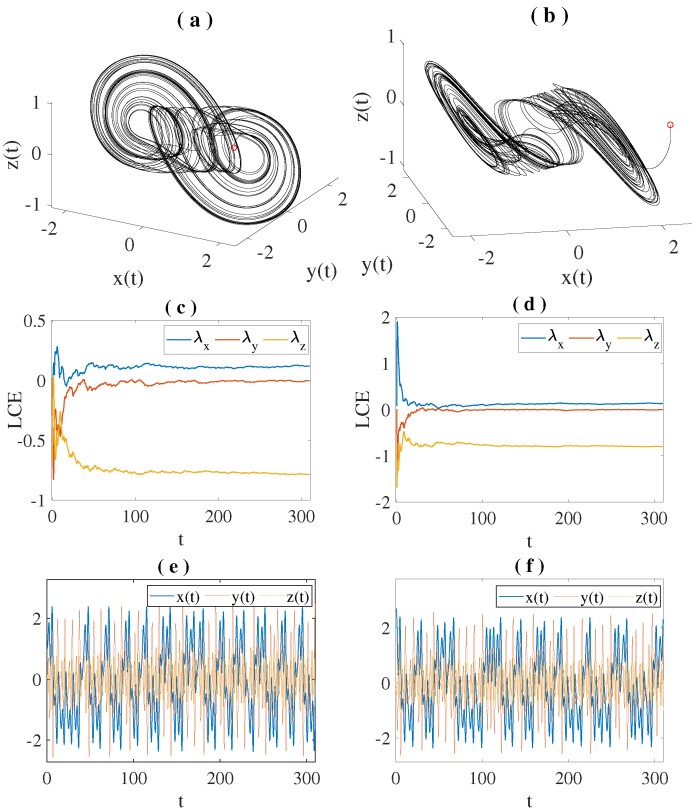 ( a )
( b )
z(t)
1
0
-1
-2
0
2
x(t)
-2
0
2
y(t)
z(t)
1
0
-1
2
0
-2
y(t)
-2
0
2
x(t)
( c )
( d )
LCE
0.5
0
-0.5
-1
λx λy λz
0 100 200 300
t
LCE
2
1
0
-1
-2
λx λy λz
0 100 200 300
t
( e )
( f )
2
0
-2
x(t) y(t) z(t)
0 100 200 300
t
2
0
-2
x(t) y(t) z(t)
0 100 200 300
t